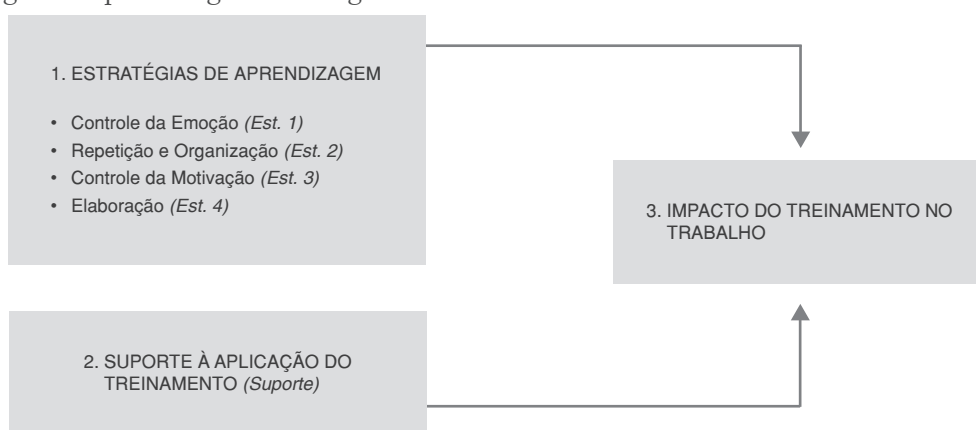 1. ESTRATÉGIAS DE APRENDIZAGEM
• Controle da Emoção (Est. 1)
• Repetição e Organização (Est. 2)
• Controle da Motivação (Est. 3)
• Elaboração (Est. 4)
3. IMPACTO DO TREINAMENTO NO
TRABALHO
2. SUPORTE À APLICAÇÃO DO
TREINAMENTO (Suporte)